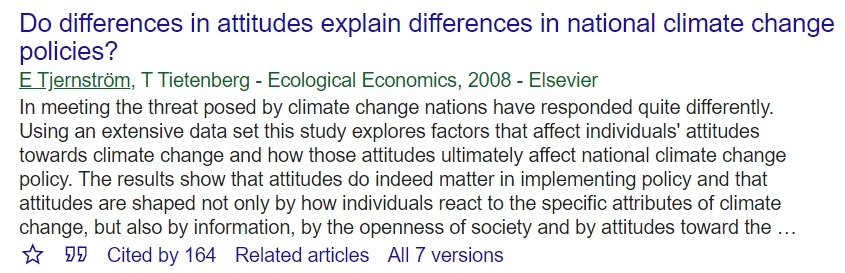 Do differences in attitudes explain differences in national climate change
policies?
E Tjernström, T Tietenberg - Ecological Economics, 2008 - Elsevier
In meeting the threat posed by climate change nations have responded quite differently.
Using an extensive data set this study explores factors that affect individuals' attitudes
towards climate change and how those attitudes ultimately affect national climate change
policy. The results show that attitudes do indeed matter in implementing policy and that
attitudes are shaped not only by how individuals react to the specific attributes of climate
change, but also by information, by the openness of society and by attitudes toward the …
Cited by 164 Related articles All 7 versions